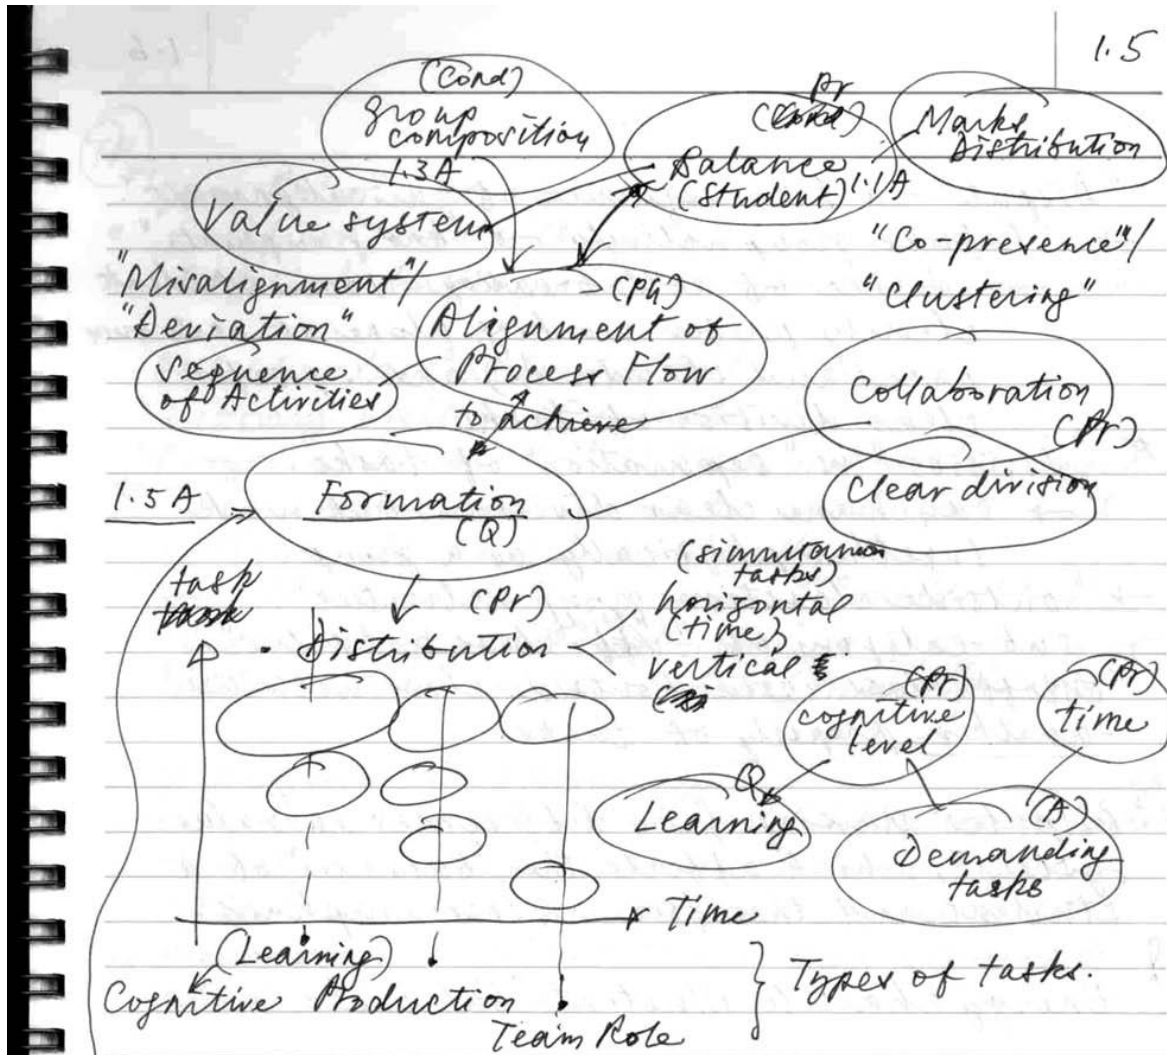 1.5
(Cond)
Group
composition
1.3A
Pr
Balance
(Student) 1.1A
Marks
Distribution
Value system
"Co-presence"/
"Clustering"
"Misalignment"/
"Deviation"
(PG)
Alignment of
Process Flow
to achieve
Sequence
of Activities
Collaboration
(Pr)
Clear division
1.5A
Formation
(Q)
task
(Pr)
• Distribution
(simultaneous
tasks)
horizontal
(time)
vertical
(Pr)
cognitive
level
(Pr)
time
Q
Learning
(A)
Demanding
tasks
Time
(Learning)
Cognitive Production
Team Role
Types of tasks.